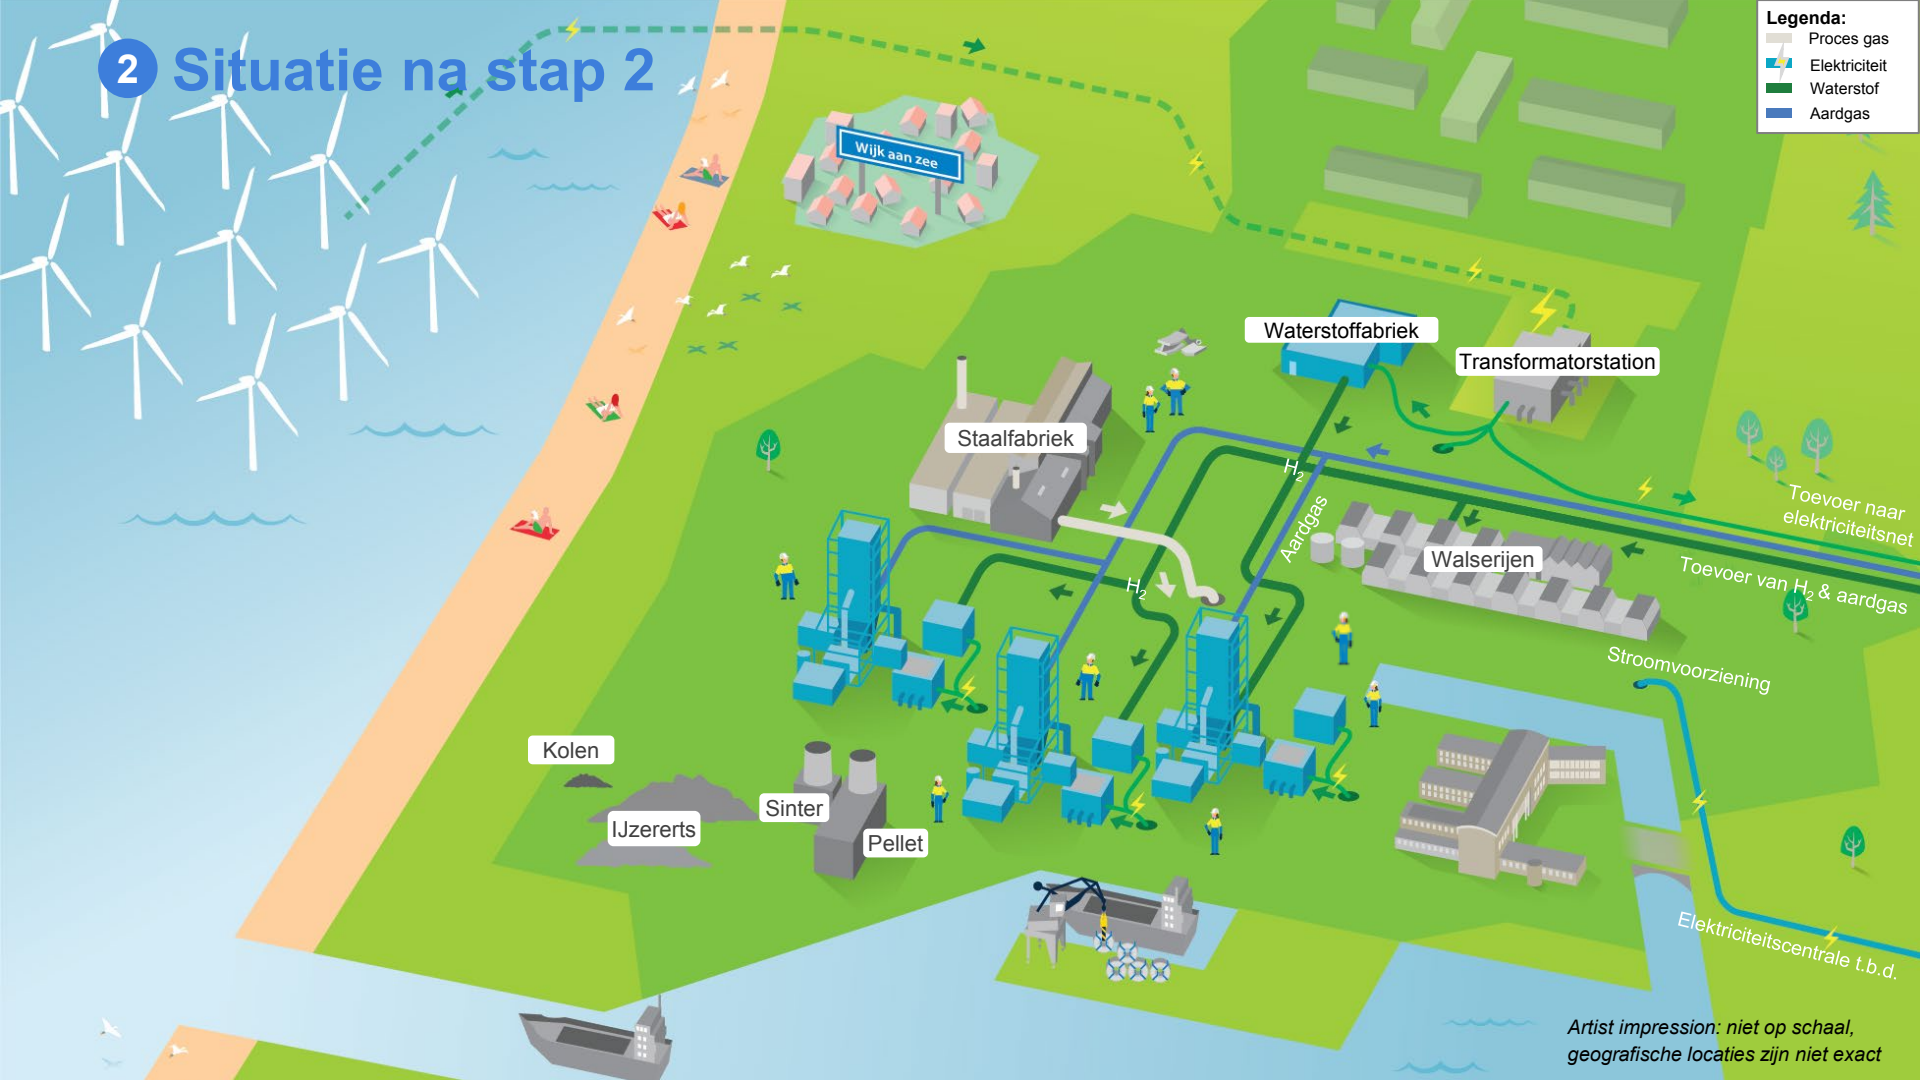 2 Situatie na stap 2
Legenda:
Proces gas
Elektriciteit
Waterstof
Aardgas
Wijk aan zee
Waterstoffabriek
Transformatorstation
Staalfabriek
H2
Aardgas
Toevoer naar
elektriciteitsnet
Walserijen
Toevoer van H2 & aardgas
H2
Stroomvoorziening
Kolen
Sinter
IJzererts
Pellet
Elektriciteitscentrale t.b.d.
Artist impression: niet op schaal,
geografische locaties zijn niet exact